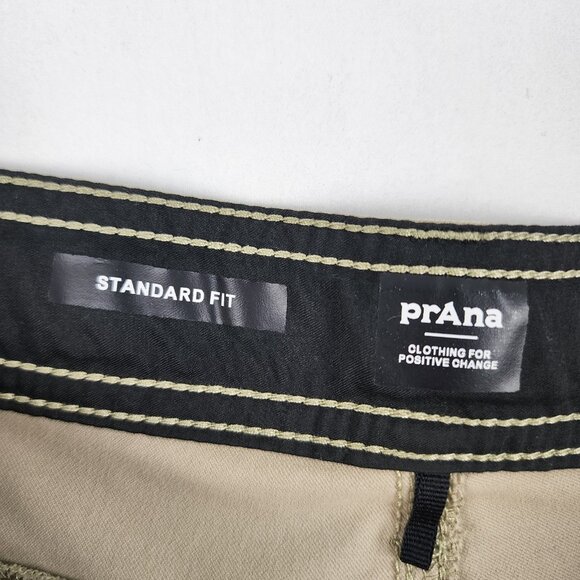 STANDARD FIT
prAna
CLOTHING FOR
POSITIVE CHANGE